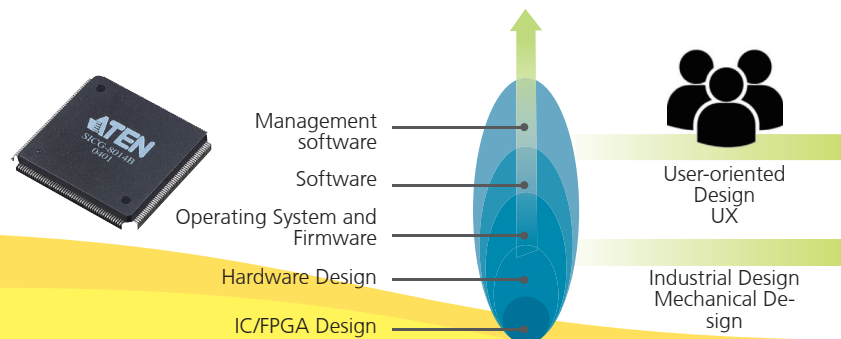 ATEN
SICG-8014B
0401
Management
software
Software
Operating System and
Firmware
Hardware Design
IC/FPGA Design
User-oriented
Design
UX
Industrial Design
Mechanical De-
sign